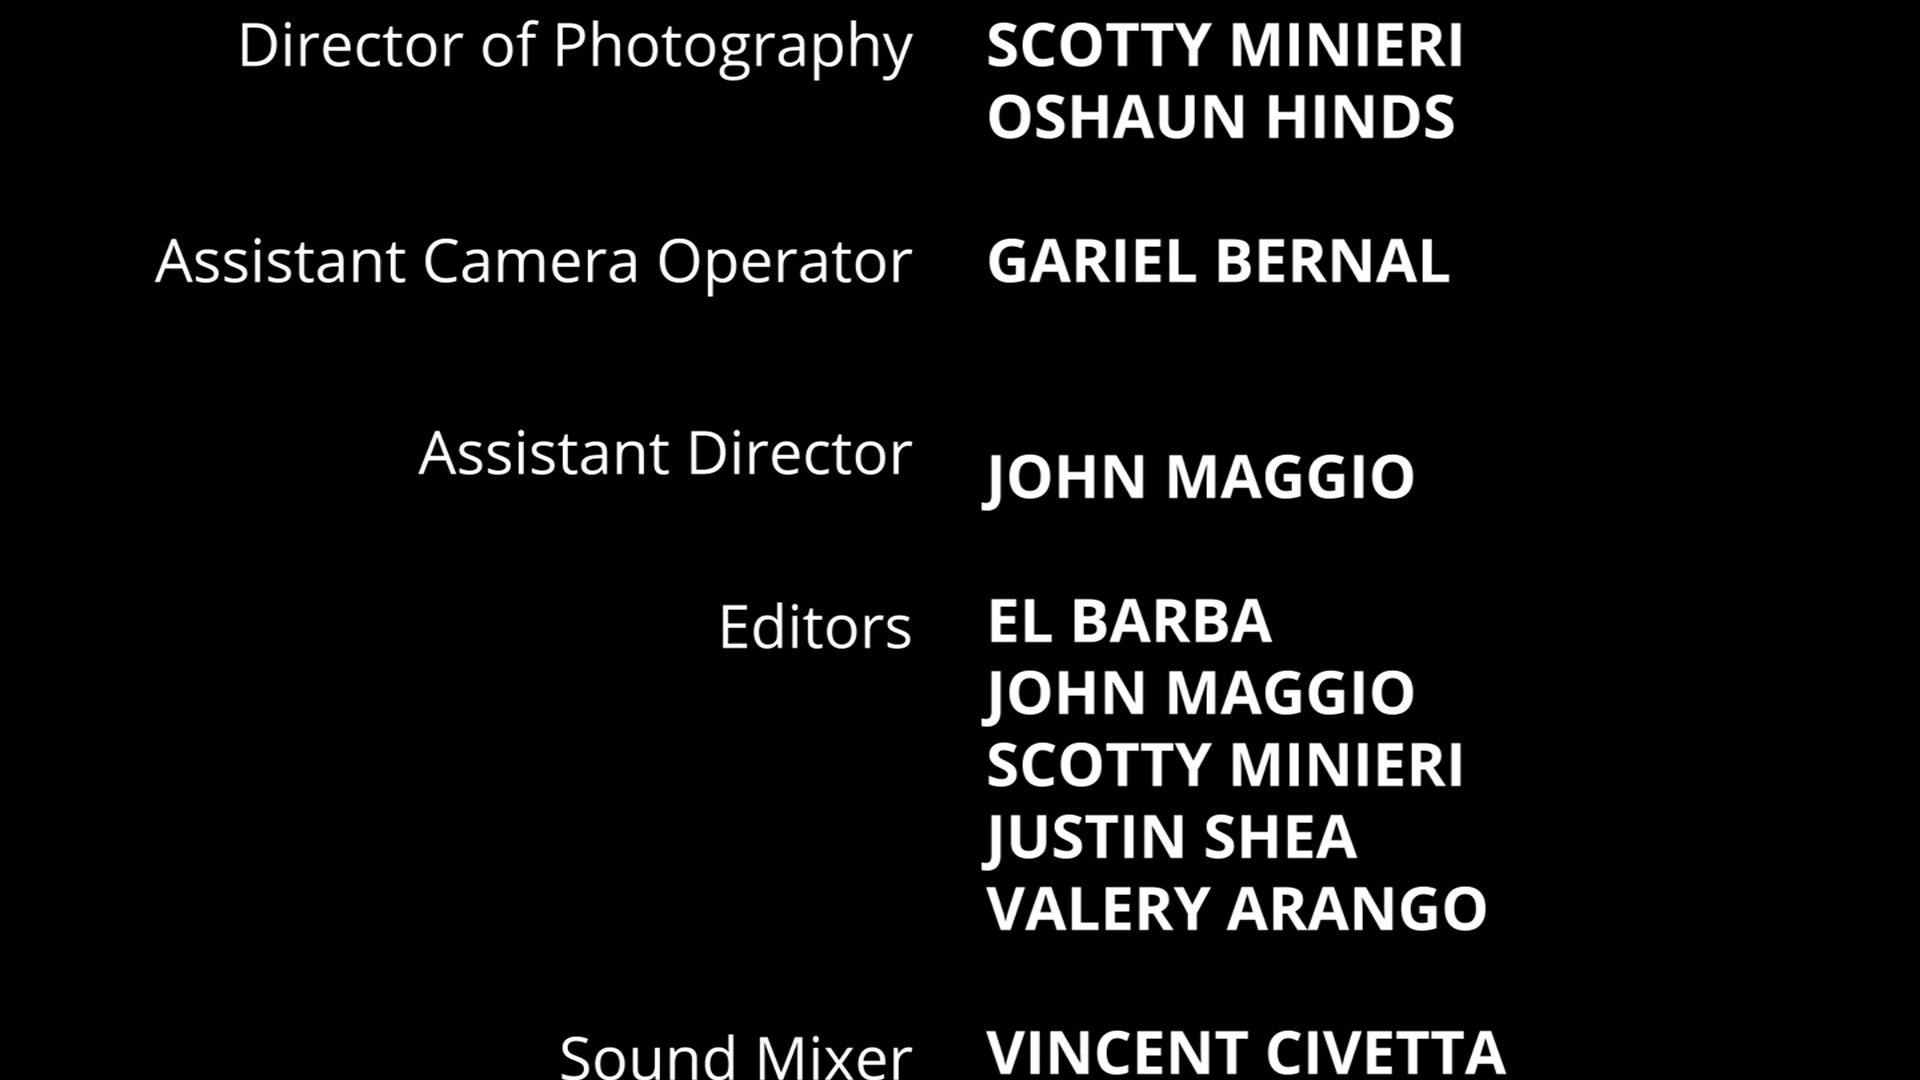 Director of Photography SCOTTY MINIERI
OSHAUN HINDS
Assistant Camera Operator GARIEL BERNAL
Assistant Director JOHN MAGGIO
Editors EL BARBA
JOHN MAGGIO
SCOTTY MINIERI
JUSTIN SHEA
VALERY ARANGO
Sound Mixer VINCENT CIVETTA